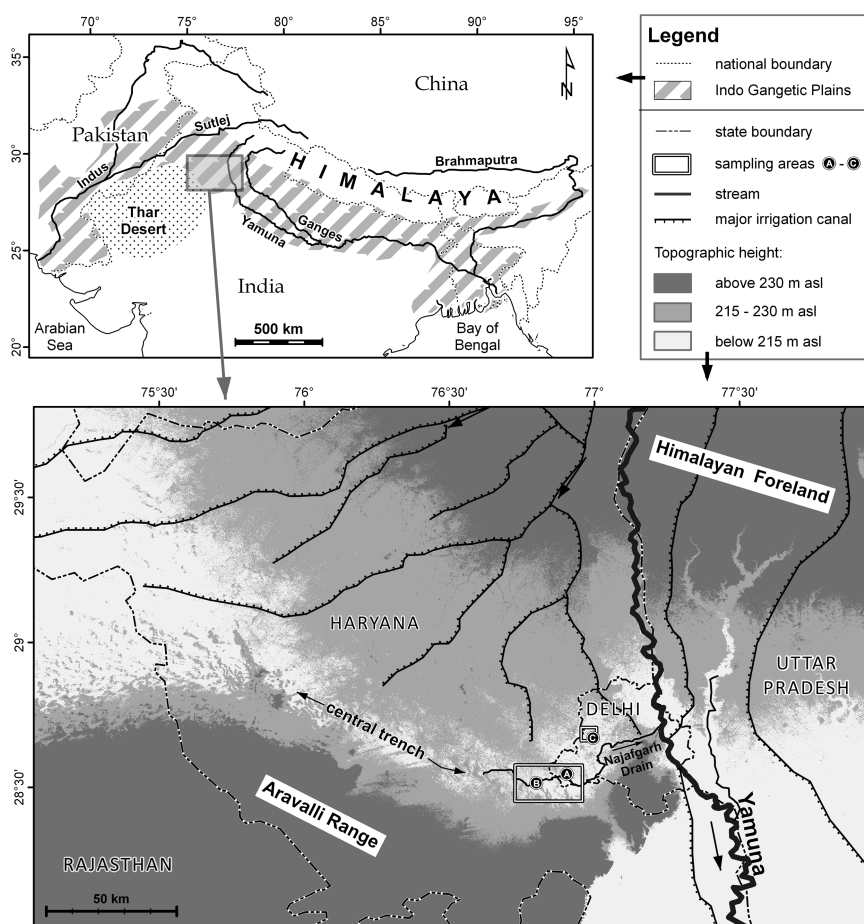 70°
75°
80°
85°
90°
95°
35°
30°
25°
20°
China
N
Pakistan
Sutlej
Indus
HIMALAYA
Brahmaputra
Thar
Desert
Ganges
Yamuna
India
500 km
Arabian
Sea
Bay of
Bengal
Legend
national boundary
Indo Gangetic Plains
state boundary
sampling areas A - C
stream
major irrigation canal
Topographic height:
above 230 m asl
215 - 230 m asl
below 215 m asl
75°30'
76°
76°30'
77°
77°30'
29°30'
29°
28°30'
Himalayan Foreland
HARYANA
UTTAR
PRADESH
DELHI
central trench
C
Najafgarh
Drain
A
B
Aravalli Range
Yamuna
RAJASTHAN
50 km